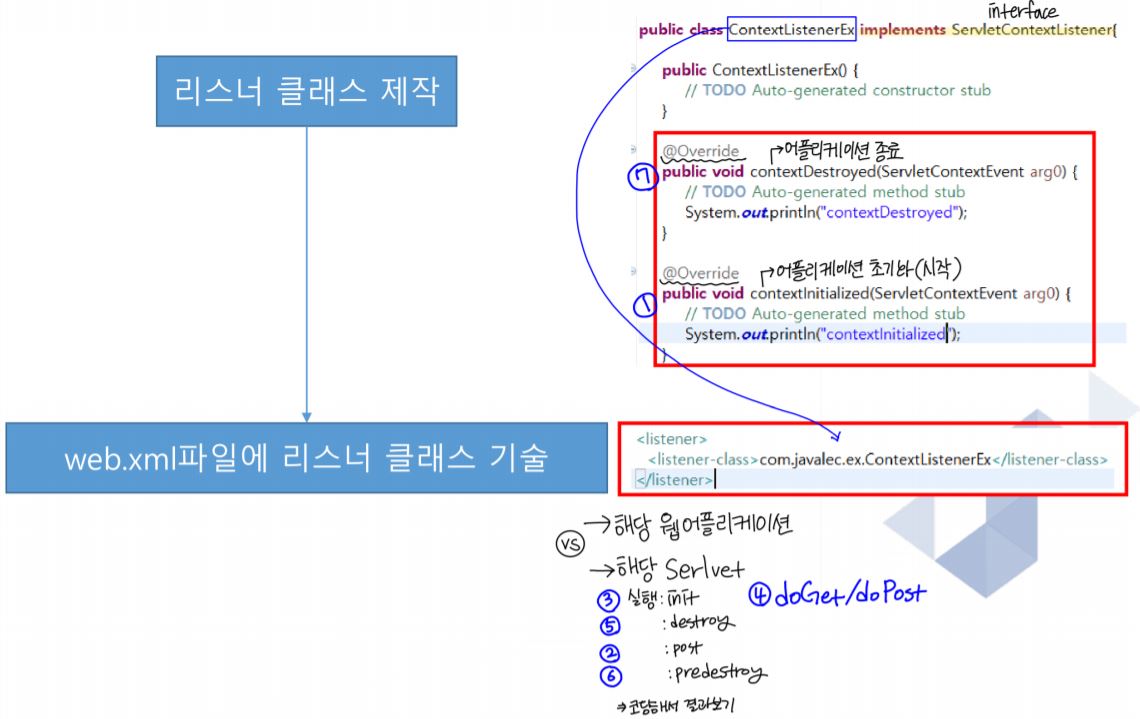 interface
public class ContextListenerEx implements ServletContextListener{
리스너 클래스 제작
public ContextListenerEx() {
// TODO Auto-generated constructor stub
}
@Override →어플리케이션 종료
⑦ public void contextDestroyed(ServletContextEvent arg0) {
// TODO Auto-generated method stub
System.out.println("contextDestroyed");
}
@Override →어플리케이션 초기화(시작)
① public void contextInitialized(ServletContextEvent arg0) {
// TODO Auto-generated method stub
System.out.println("contextInitialized");
}
web.xml파일에 리스너 클래스 기술
<listener>
<listener-class>com.javalec.ex.ContextListenerEx</listener-class>
</listener>
→해당 웹어플리케이션
vs
→해당 Serlvet
③ 실행: init ④ doGet/doPost
⑤ : destroy
② : post
⑥ : predestroy
⇒코딩해서 결과보기